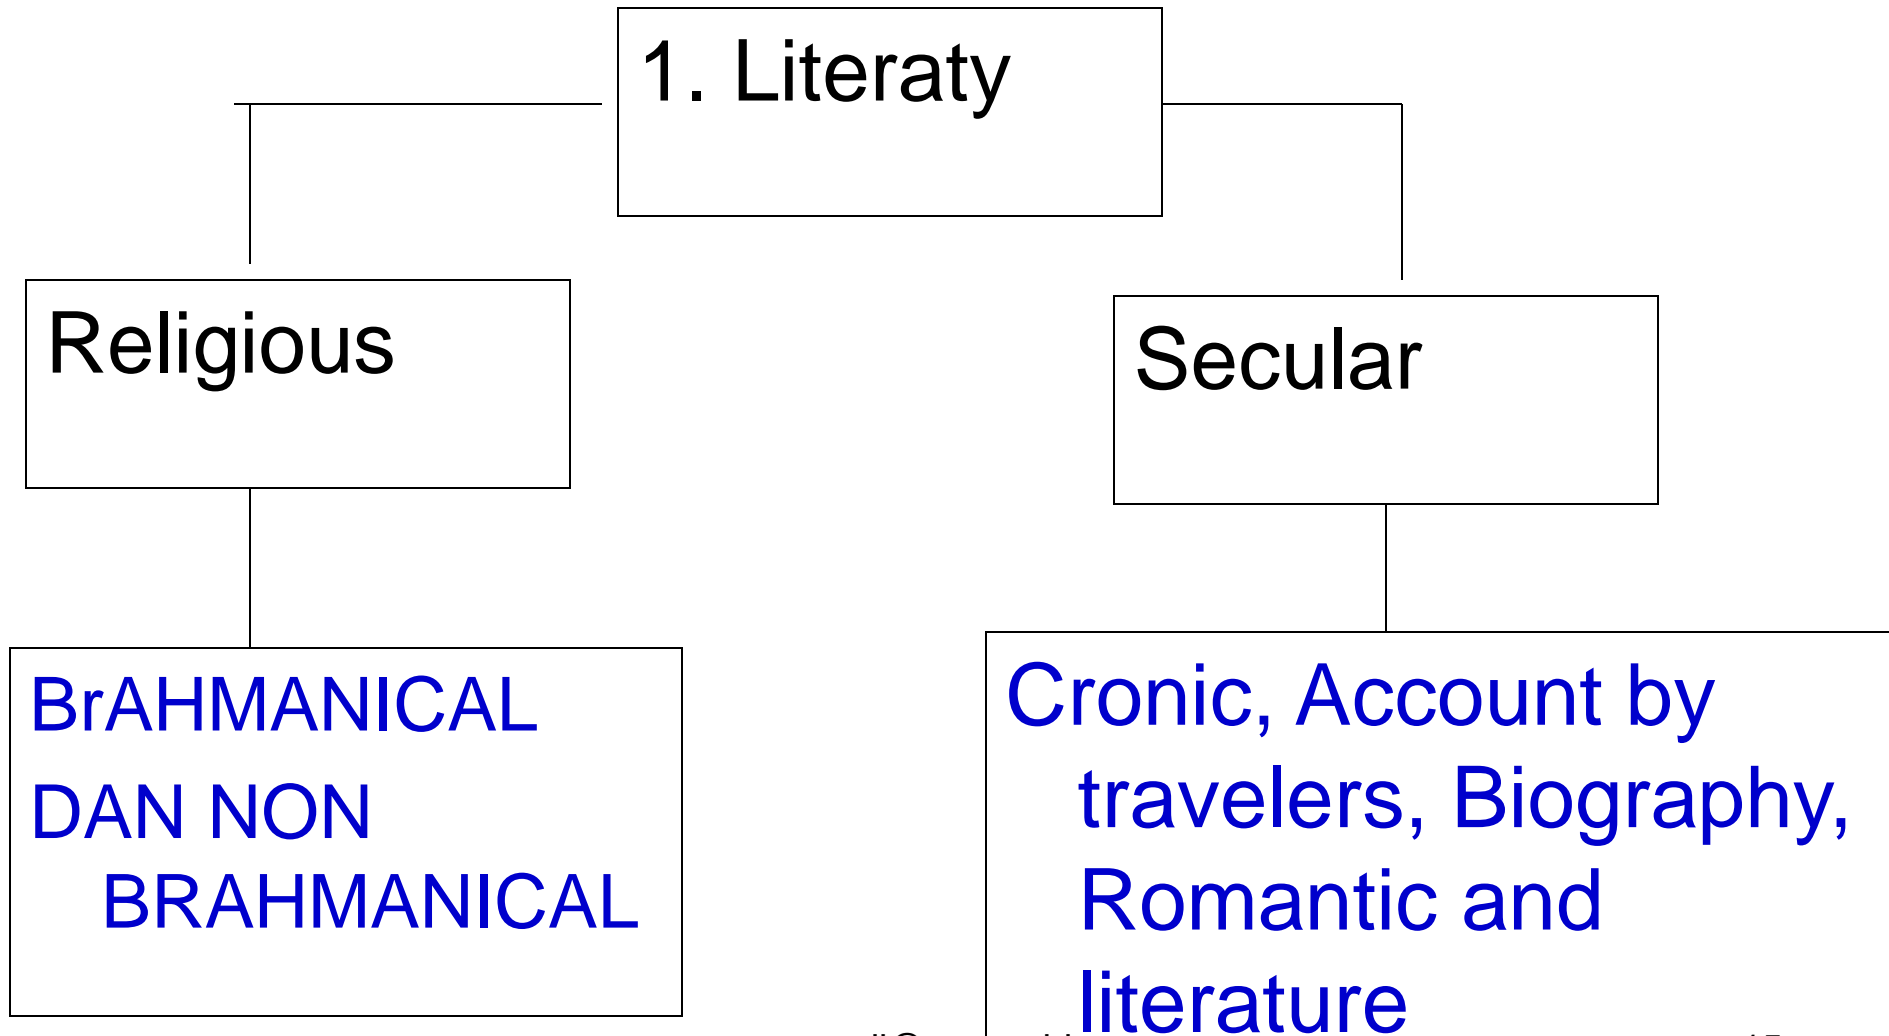 1. Literaty
Religious
Secular
BrAHMANICAL
DAN NON
BRAHMANICAL
Cronic, Account by
travelers, Biography,
Romantic and
literature